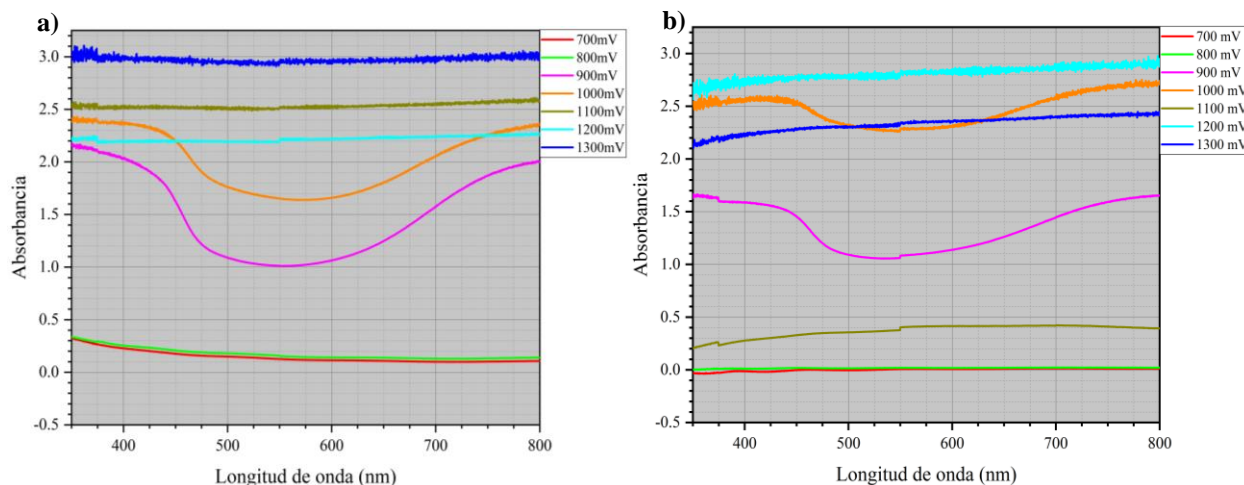 a)
3.0
2.5
2.0
1.5
1.0
0.5
0.0
-0.5
Absorbancia
400
500
600
700
800
Longitud de onda (nm)
700mV
800mV
900mV
1000mV
1100mV
1200mV
1300mV
b)
3.0
2.5
2.0
1.5
1.0
0.5
0.0
-0.5
Absorbancia
400
500
600
700
800
Longitud de onda (nm)
700 mV
800 mV
900 mV
1000 mV
1100 mV
1200 mV
1300 mV